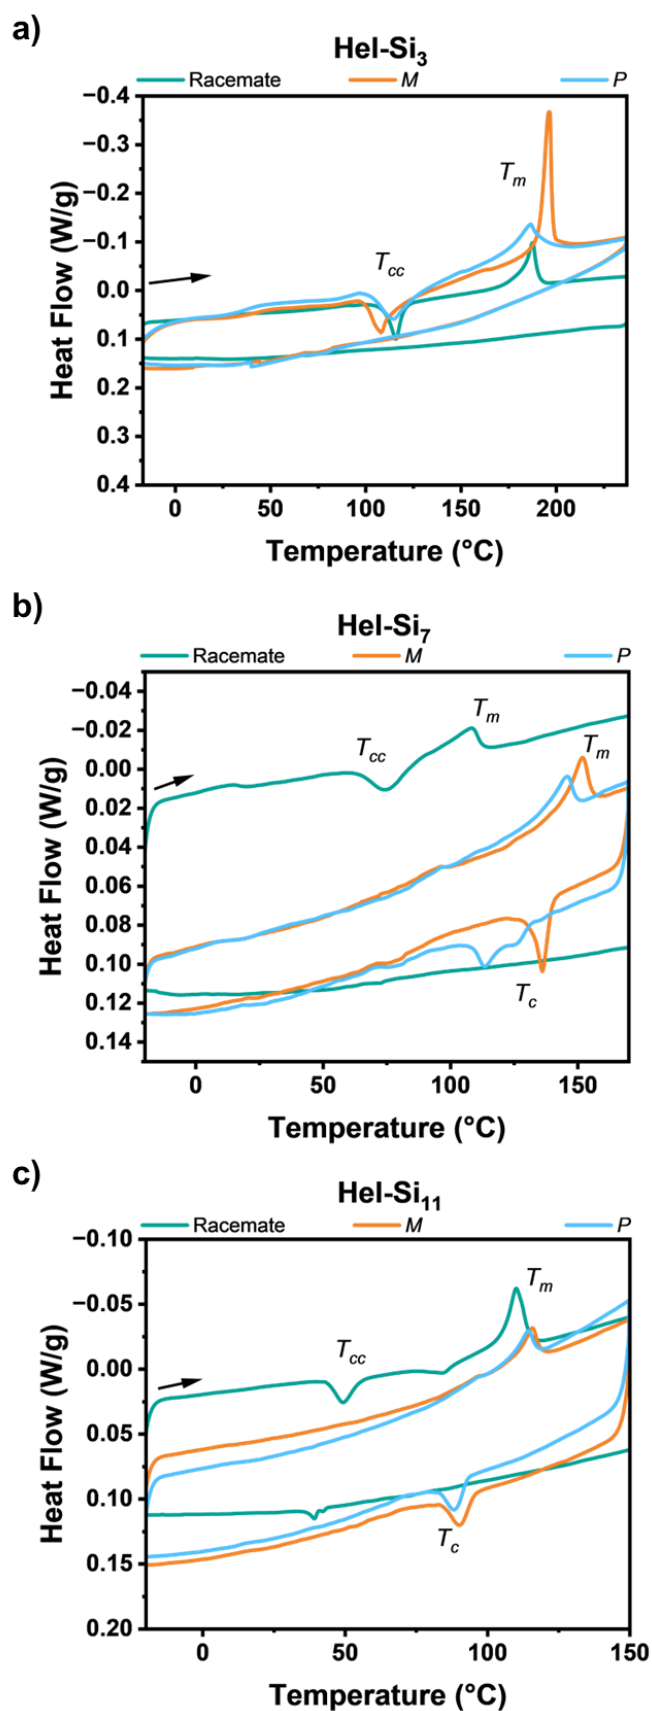 a)
Hel-Si₃
Racemate M P
−0.4
−0.3
−0.2
−0.1
0.0
0.1
0.2
0.3
0.4
Heat Flow (W/g)
Tm
Tcc
0 50 100 150 200
Temperature (°C)
b)
Hel-Si₇
Racemate M P
−0.04
−0.02
0.00
0.02
0.04
0.06
0.08
0.10
0.12
0.14
Heat Flow (W/g)
Tm
Tcc
Tm
Tc
0 50 100 150
Temperature (°C)
c)
Hel-Si₁₁
Racemate M P
−0.10
−0.05
0.00
0.05
0.10
0.15
0.20
Heat Flow (W/g)
Tm
Tcc
Tc
0 50 100 150
Temperature (°C)